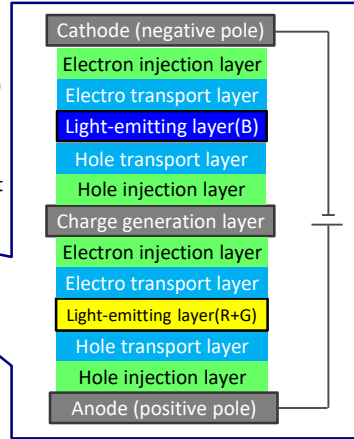 Cathode (negative pole)
Electron injection layer
Electro transport layer
Light-emitting layer(B)
Hole transport layer
Hole injection layer
Charge generation layer
Electron injection layer
Electro transport layer
Light-emitting layer(R+G)
Hole transport layer
Hole injection layer
Anode (positive pole)